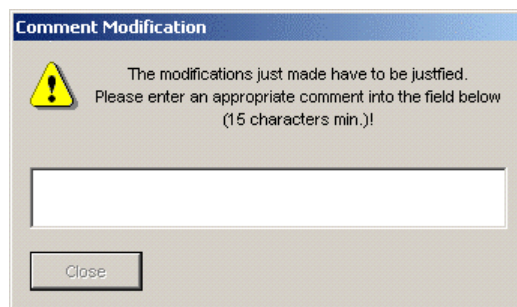 Comment Modification
The modifications just made have to be justfied.
Please enter an appropriate comment into the field below
(15 characters min.)!
Close